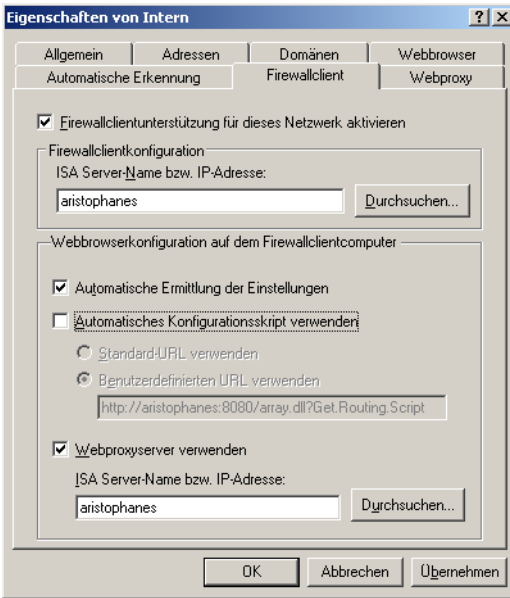 Eigenschaften von Intern
Allgemein Adressen Domänen Webbrowser
Automatische Erkennung Firewallclient Webproxy
Firewallclientunterstützung für dieses Netzwerk aktivieren
Firewallclientkonfiguration
ISA Server-Name bzw. IP-Adresse:
aristophanes Durchsuchen...
Webbrowserkonfiguration auf dem Firewallclientcomputer
Automatische Ermittlung der Einstellungen
Automatisches Konfigurationsskript verwenden
Standard-URL verwenden
Benutzerdefinierten URL verwenden
http://aristophanes:8080/array.dll?Get.Routing.Script
Webproxyserver verwenden
ISA Server-Name bzw. IP-Adresse:
aristophanes Durchsuchen...
OK Abbrechen Übernehmen